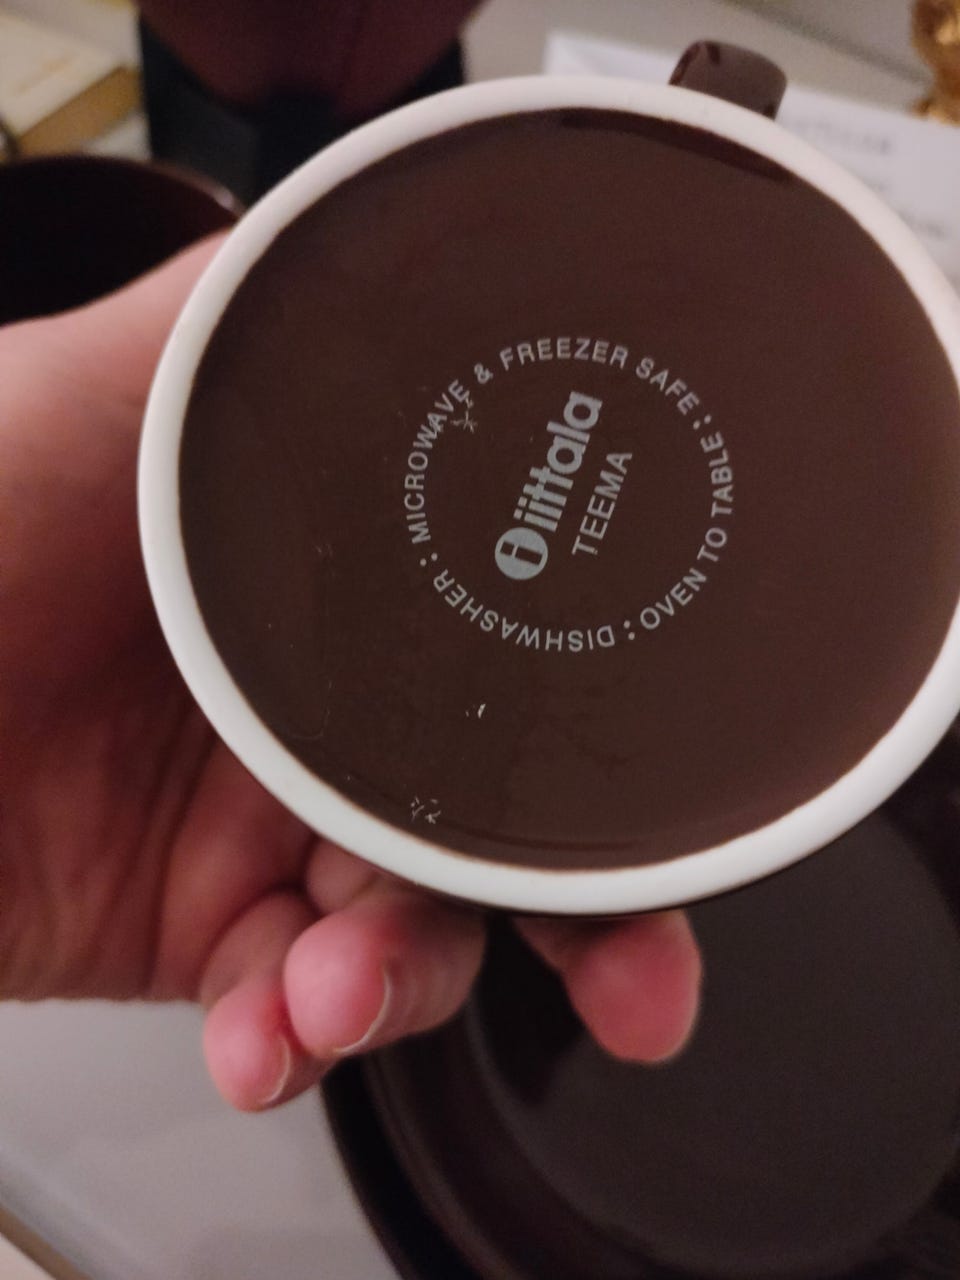 iittala
TEEMA
DISHWASHER : MICROWAVE & FREEZER SAFE : OVEN TO TABLE :